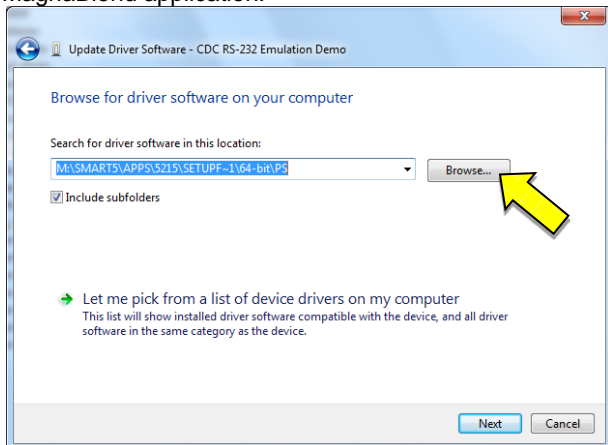 MagnaBlend application.
Update Driver Software - CDC RS-232 Emulation Demo
Browse for driver software on your computer
Search for driver software in this location:
M:\SMART5\APPS\5215\SETUPF~1\64-bit\PS
Browse...
Include subfolders
Let me pick from a list of device drivers on my computer
This list will show installed driver software compatible with the device, and all driver
software in the same category as the device.
Next
Cancel